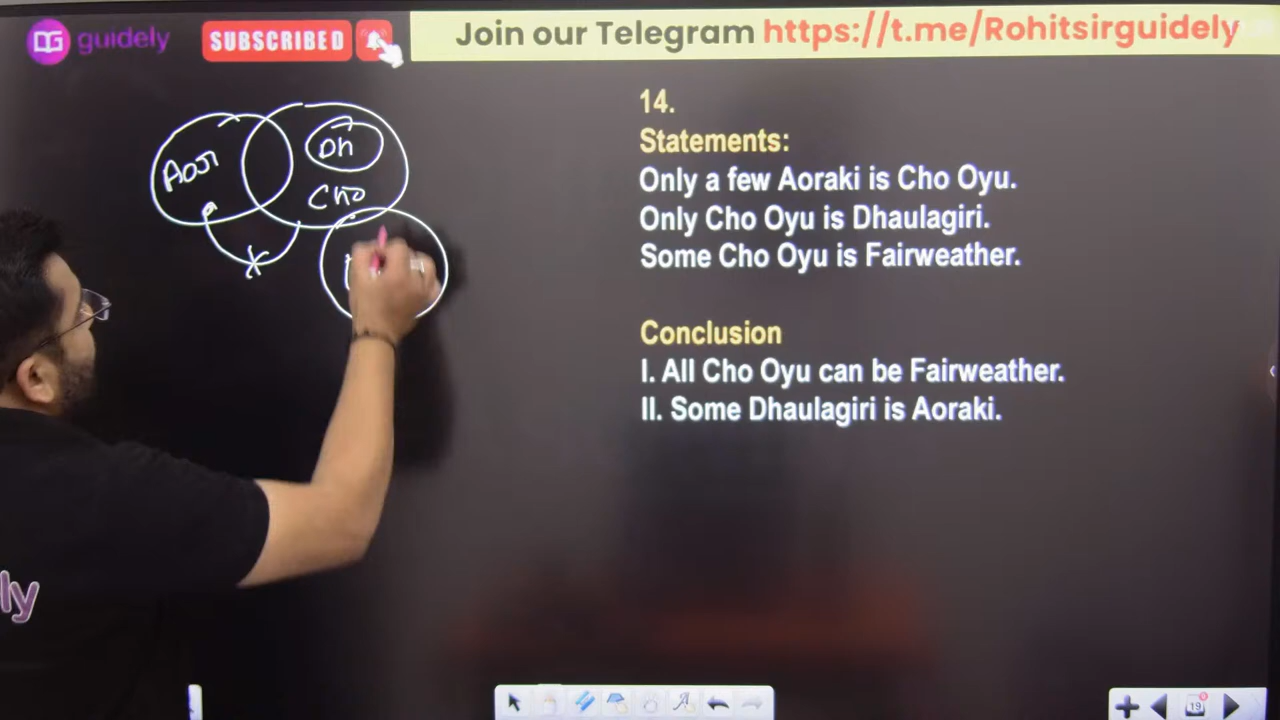 guidely
SUBSCRIBED
Join our Telegram https://t.me/Rohitsirguidely
14.
Statements:
Only a few Aoraki is Cho Oyu.
Only Cho Oyu is Dhaulagiri.
Some Cho Oyu is Fairweather.
Conclusion
I. All Cho Oyu can be Fairweather.
II. Some Dhaulagiri is Aoraki.
Dh
Cho
ly
19